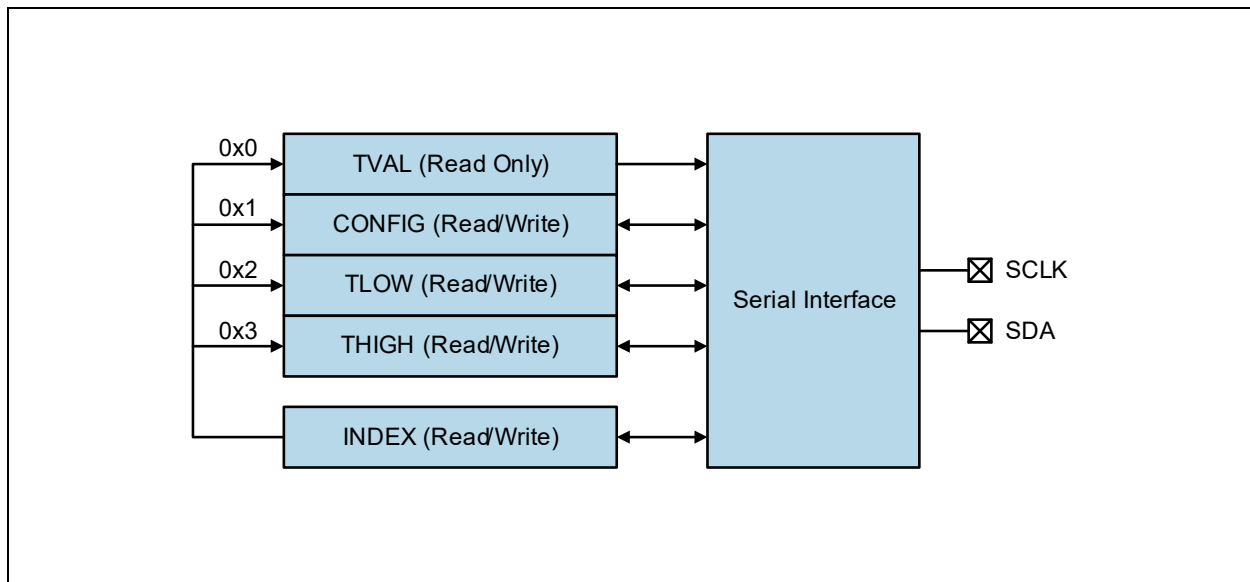 0x0
TVAL (Read Only)
0x1
CONFIG (Read/Write)
0x2
TLOW (Read/Write)
0x3
THIGH (Read/Write)
INDEX (Read/Write)
Serial Interface
SCLK
SDA